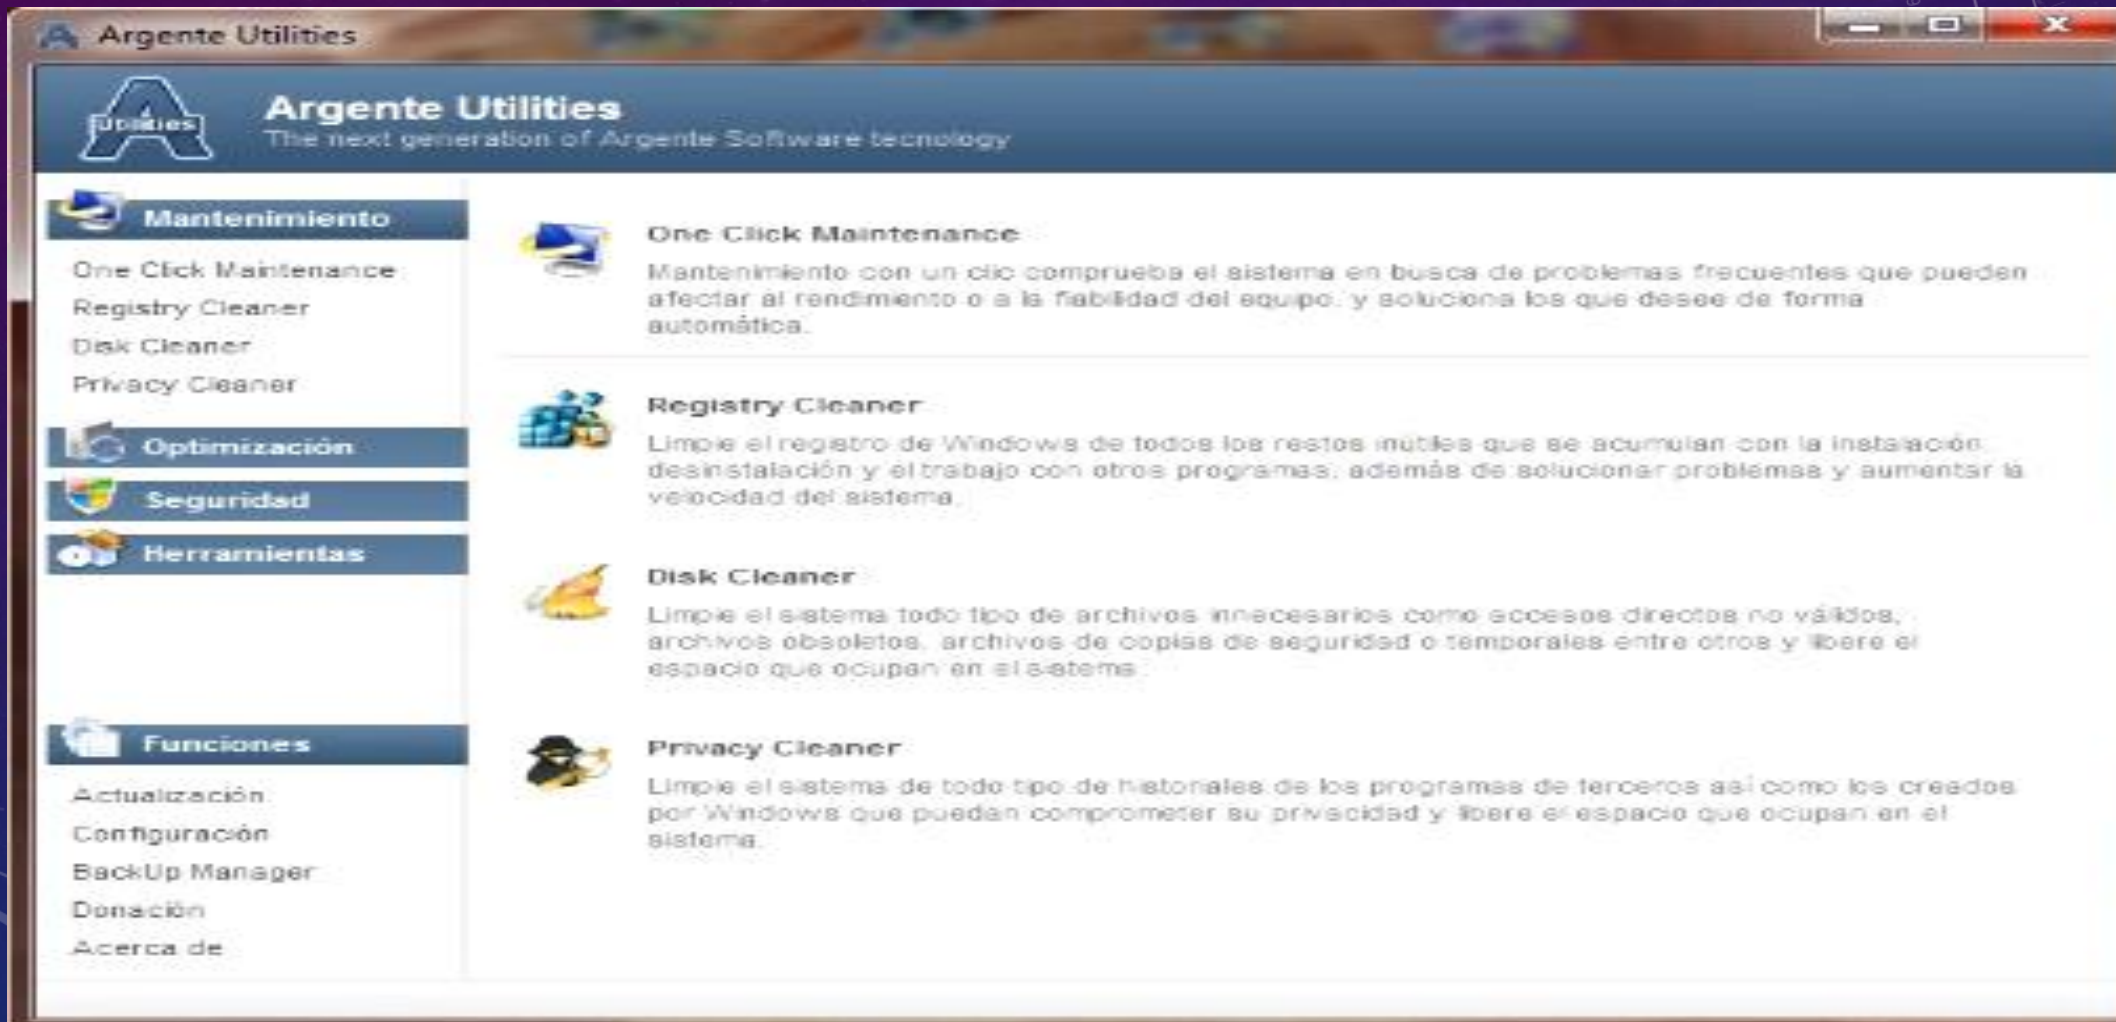 Argente Utilities
Utilities
Argente Utilities
The next generation of Argente Software tecnology
Mantenimiento
One Click Maintenance
Registry Cleaner
Disk Cleaner
Privacy Cleaner
Optimización
Seguridad
Herramientas
Funciones
Actualización
Configuración
BackUp Manager
Donación
Acerca de
One Click Maintenance
Mantenimiento con un clic comprueba el sistema en busca de problemas frecuentes que pueden
afectar al rendimiento o a la fiabilidad del equipo, y soluciona los que desee de forma
automática.
Registry Cleaner
Limpie el registro de Windows de todos los restos inútiles que se acumulan con la instalación,
desinstalación y el trabajo con otros programas, además de solucionar problemas y aumentar la
velocidad del sistema.
Disk Cleaner
Limpie el sistema todo tipo de archivos innecesarios como accesos directos no válidos,
archivos obsoletos, archivos de copias de seguridad o temporales entre otros y libere el
espacio que ocupan en el sistema.
Privacy Cleaner
Limpie el sistema de todo tipo de historiales de los programas de terceros así como los creados
por Windows que puedan comprometer su privacidad y libere el espacio que ocupan en el
sistema.